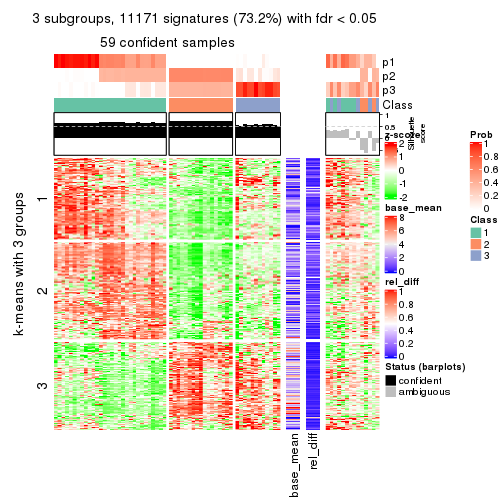 3 subgroups, 11171 signatures (73.2%) with fdr < 0.05
59 confident samples
p1
p2
p3
Class
1
0.5
0
Silhouette
score
k-means with 3 groups
1
2
3
base_mean
rel_diff
z-score
2
1
0
-1
-2
base_mean
8
6
4
2
0
rel_diff
1
0.8
0.6
0.4
0.2
0
Status (barplots)
confident
ambiguous
Prob
1
0.8
0.6
0.4
0.2
0
Class
1
2
3